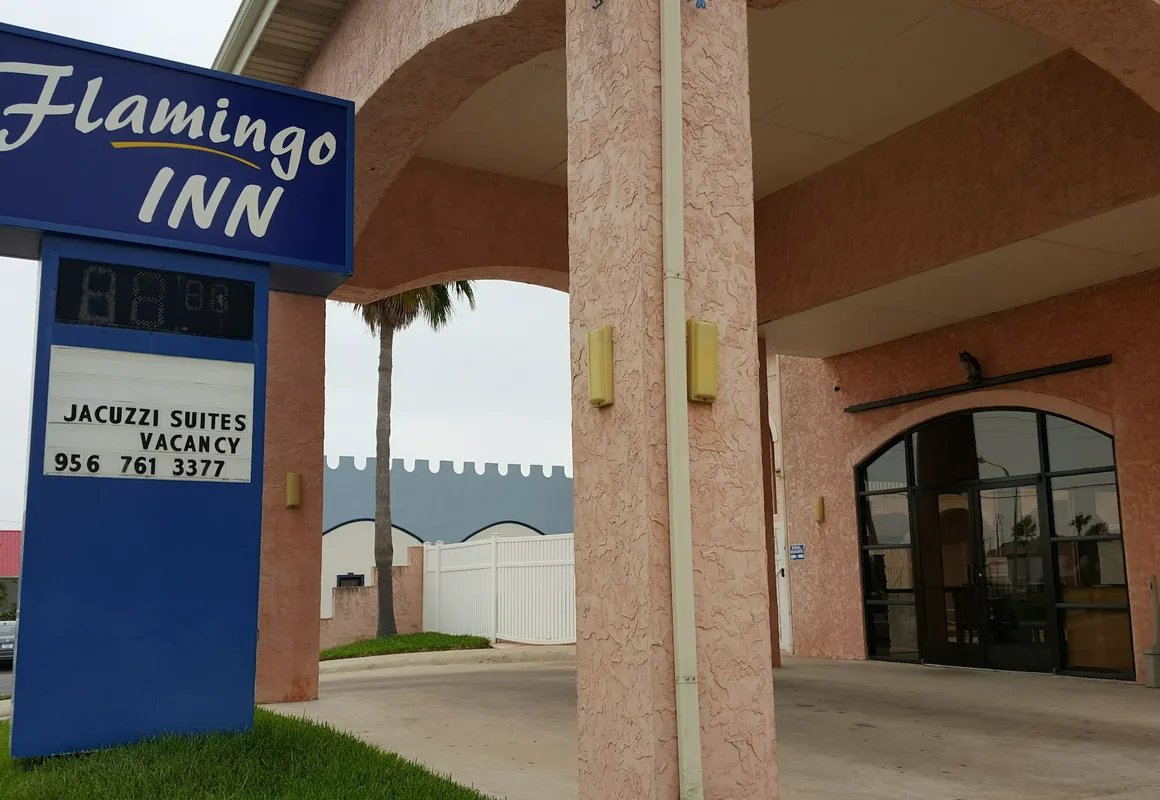 Flamingo
INN
JACUZZI SUITES
VACANCY
956 761 3377